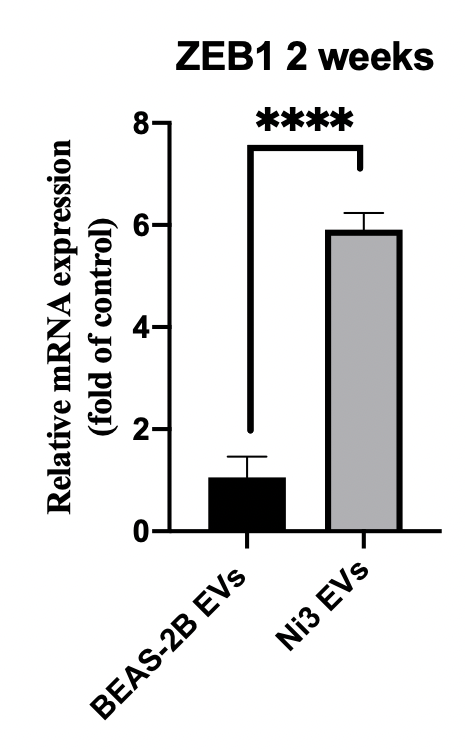 ZEB1 2 weeks
****
8
6
4
2
0
Relative mRNA expression
(fold of control)
BEAS-2B EVs
Ni3 EVs